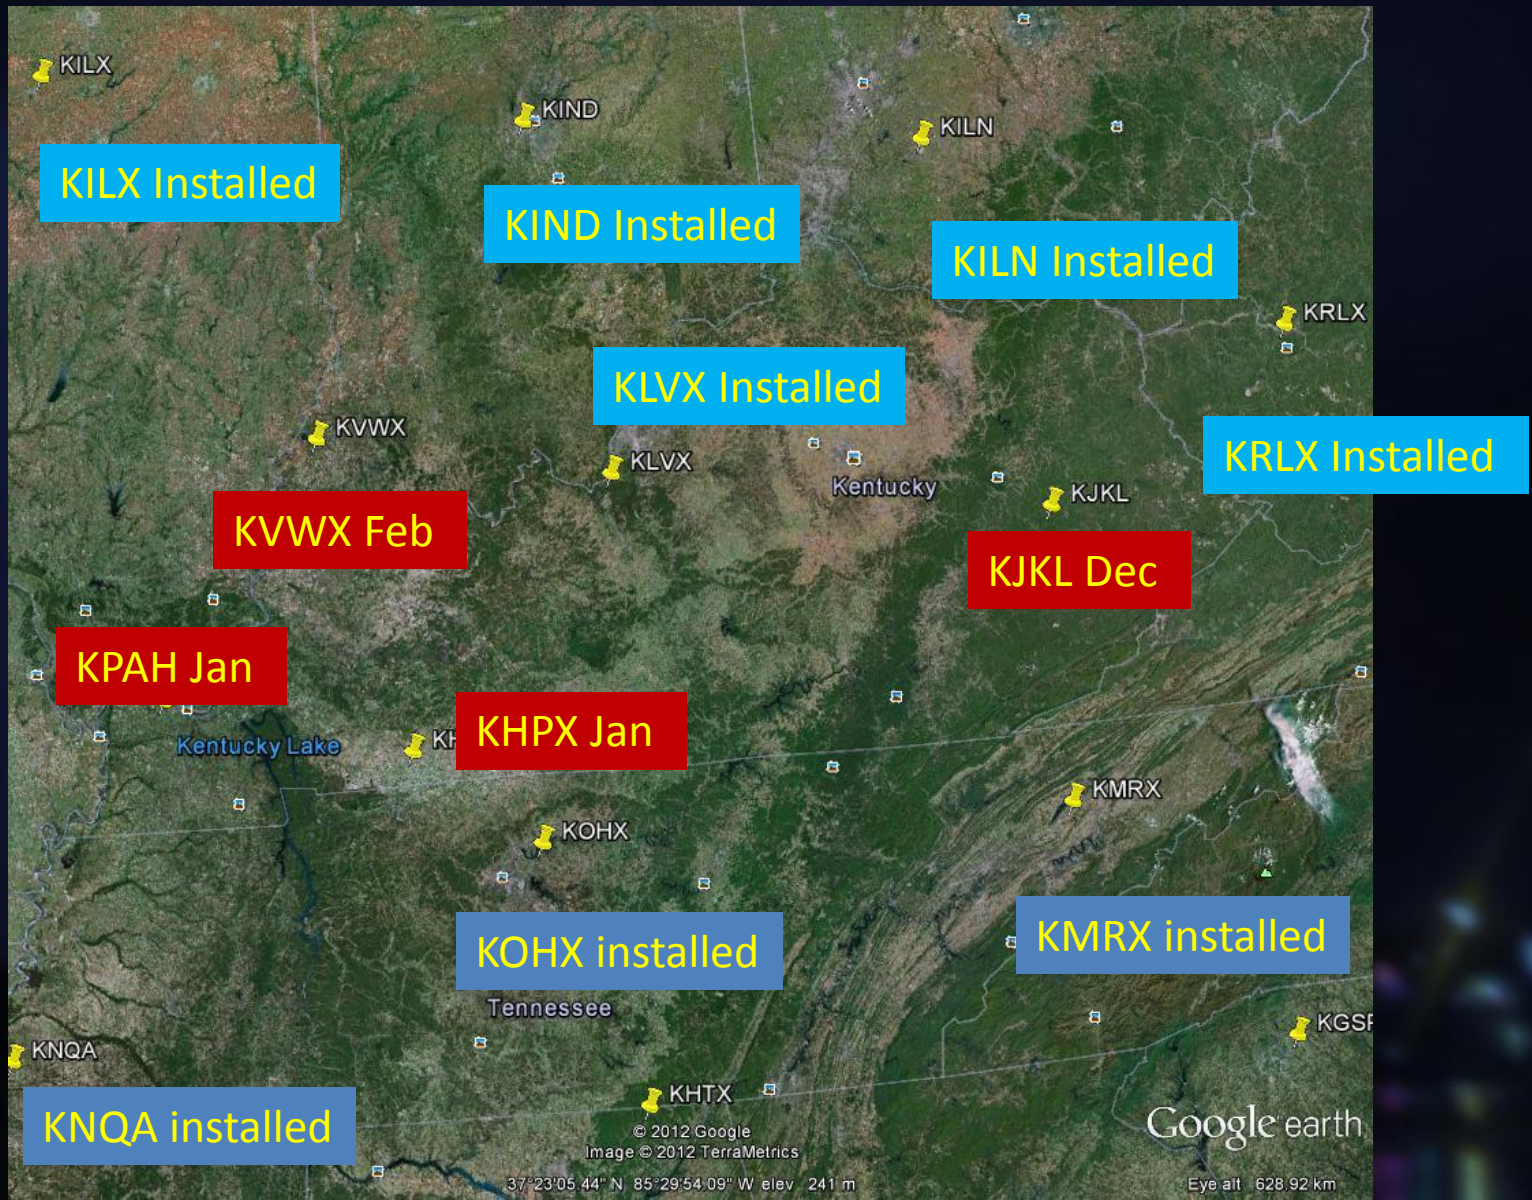 KILX
KIND
KILN
KILX Installed
KIND Installed
KILN Installed
KRLX
KLVX Installed
KVWX
KLVX
KRLX Installed
Kentucky
KJKL
KVWX Feb
KJKL Dec
KPAH Jan
KHPX Jan
Kentucky Lake
KMRX
KOHX
KOHX installed
KMRX installed
Tennessee
KGSP
KNQA
KHTX
KNQA installed
© 2012 Google
Image © 2012 TerraMetrics
Google earth
37°23'05.44" N 85°29'54.09" W elev 241 m
Eye alt 628.92 km